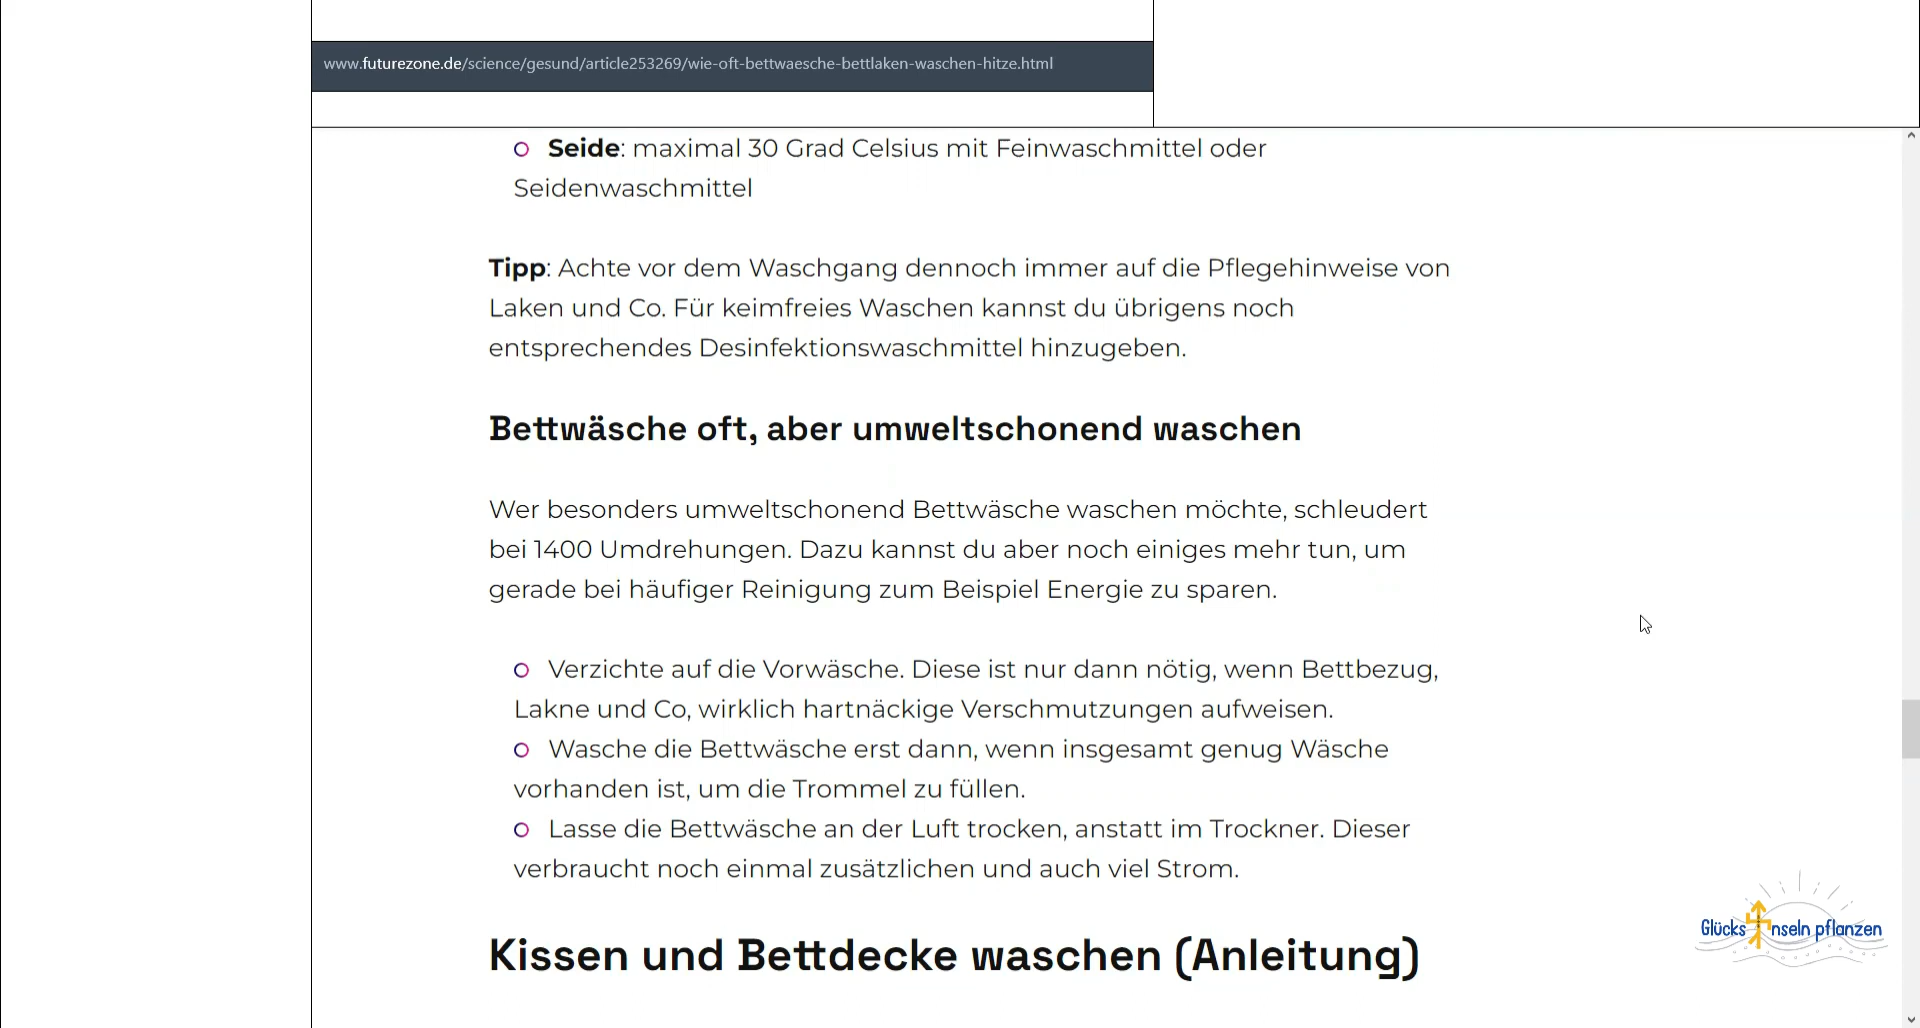 www.futurezone.de/science/gesund/article253269/wie-oft-bettwaesche-bettlaken-waschen-hitze.html
Seide: maximal 30 Grad Celsius mit Feinwaschmittel oder
Seidenwaschmittel
Tipp: Achte vor dem Waschgang dennoch immer auf die Pflegehinweise von
Laken und Co. Für keimfreies Waschen kannst du übrigens noch
entsprechendes Desinfektionswaschmittel hinzugeben.
Bettwäsche oft, aber umweltschonend waschen
Wer besonders umweltschonend Bettwäsche waschen möchte, schleudert
bei 1400 Umdrehungen. Dazu kannst du aber noch einiges mehr tun, um
gerade bei häufiger Reinigung zum Beispiel Energie zu sparen.
Verzichte auf die Vorwäsche. Diese ist nur dann nötig, wenn Bettbezug,
Lakne und Co, wirklich hartnäckige Verschmutzungen aufweisen.
Wasche die Bettwäsche erst dann, wenn insgesamt genug Wäsche
vorhanden ist, um die Trommel zu füllen.
Lasse die Bettwäsche an der Luft trocken, anstatt im Trockner. Dieser
verbraucht noch einmal zusätzlichen und auch viel Strom.
Glücks nseln pflanzen
Kissen und Bettdecke waschen (Anleitung)